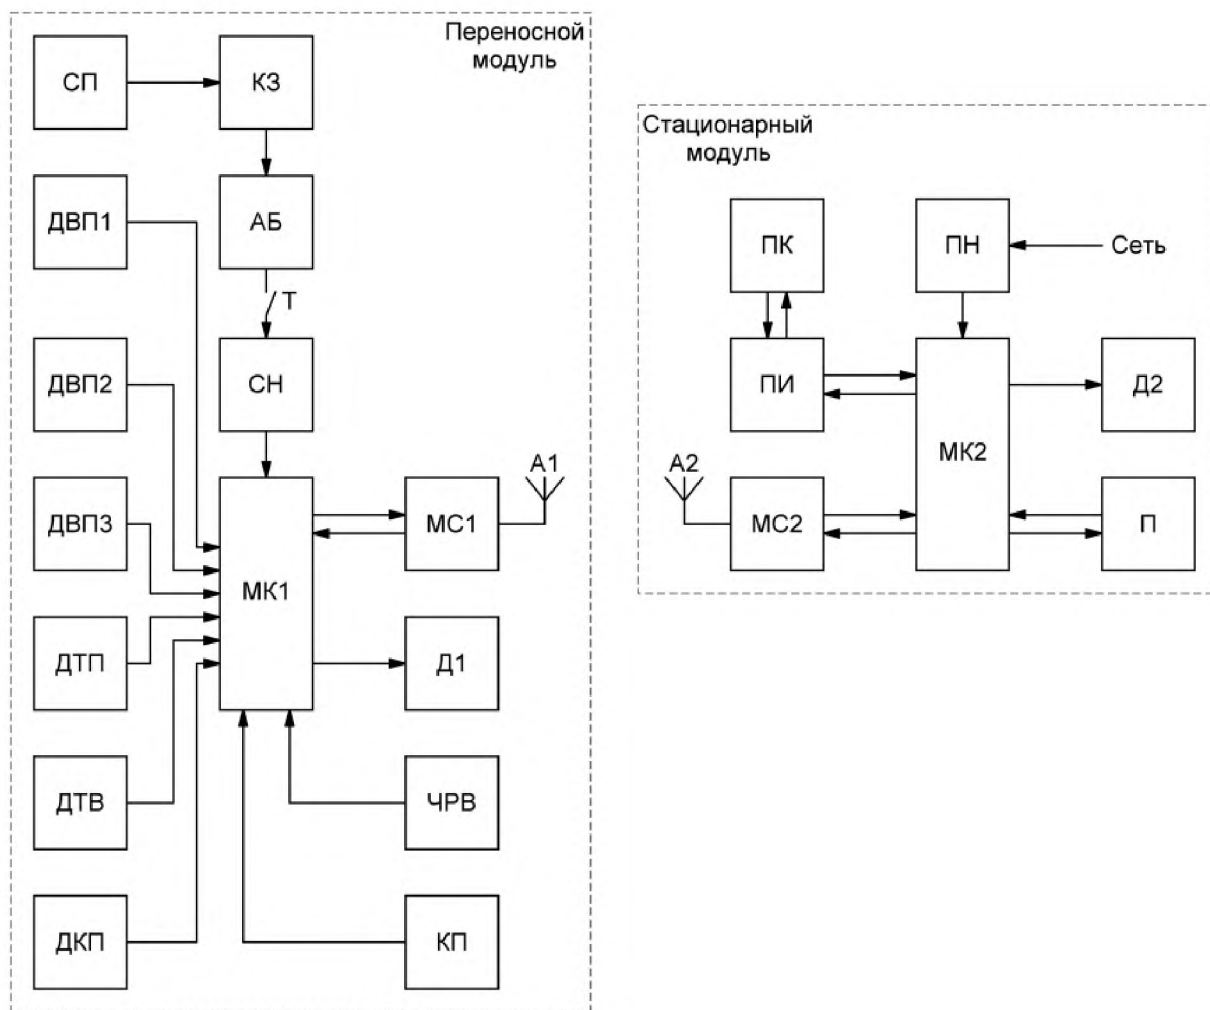 Переносной
модуль
СП
КЗ
ДВП1
АБ
Т
ДВП2
СН
ДВП3
МК1
МС1
А1
ДТП
Д1
ДТВ
ЧРВ
ДКП
КП
Стационарный
модуль
ПК
ПН
Сеть
ПИ
МК2
Д2
А2
МС2
П